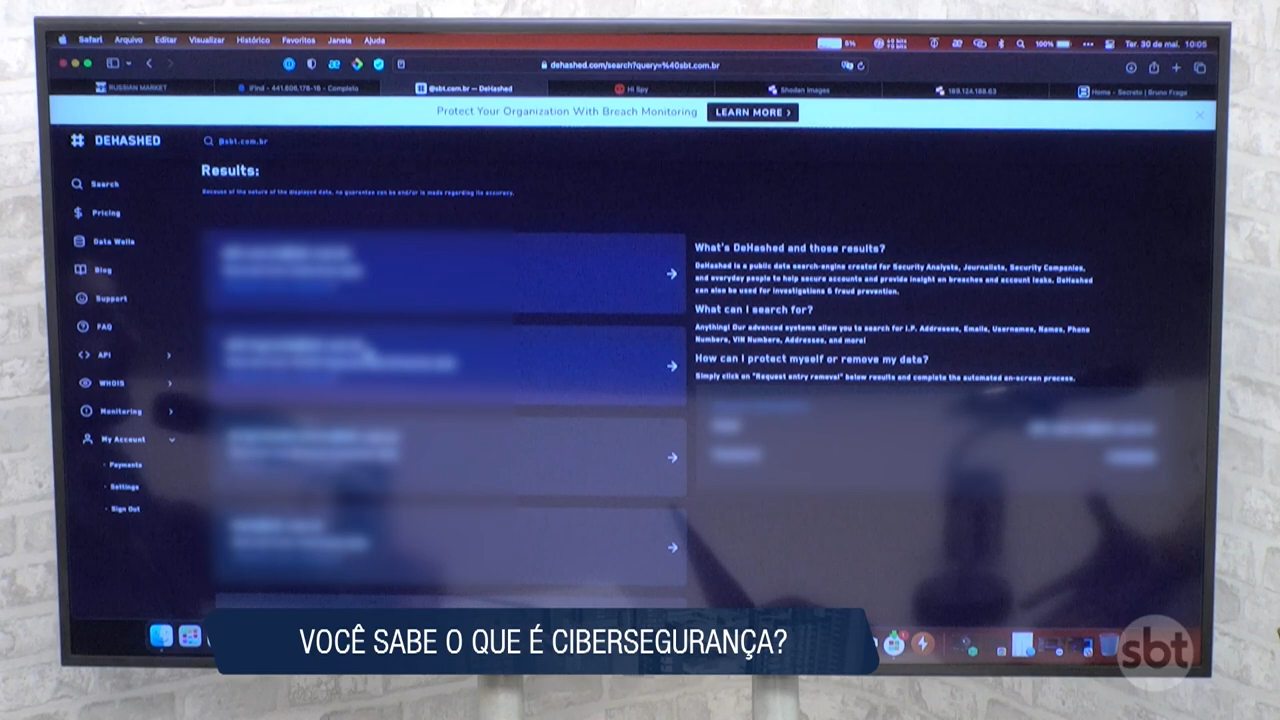 Safari Arquivo Editar Visualizar Histórico Favoritos Janela Ajuda
100% Ter. 30 de mai. 10:05
dehashed.com/search?query=%40sbt.com.br
RUSSIAN MARKET
@sbt.com.br — DeHashed
Hi Spy
Shodan Images
Home - Secreto | Bruno Fraga
Protect Your Organization With Breach Monitoring
LEARN MORE >
DEHASHED
@sbt.com.br
Results:
Because of the nature of the displayed data, no guarantee can be and/or is made regarding its accuracy.
Search
Pricing
Data Wells
Blog
Support
FAQ
API
WHOIS
Monitoring
My Account
Payments
Settings
Sign Out
What's DeHashed and those results?
DeHashed is a public data search-engine created for Security Analysts, Journalists, Security Companies,
and everyday people to help secure accounts and provide insight on breaches and account leaks. DeHashed
can also be used for investigations & fraud prevention.
What can I search for?
Anything! Our advanced systems allow you to search for I.P. Addresses, Emails, Usernames, Names, Phone
Numbers, VIN Numbers, Addresses, and more!
How can I protect myself or remove my data?
Simply click on "Request entry removal" below results and complete the automated on-screen process.
VOCÊ SABE O QUE É CIBERSEGURANÇA?
sbt